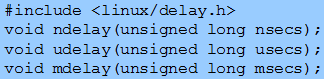 #include <linux/delay.h>
void ndelay(unsigned long nsecs);
void udelay(unsigned long usecs);
void mdelay(unsigned long msecs);